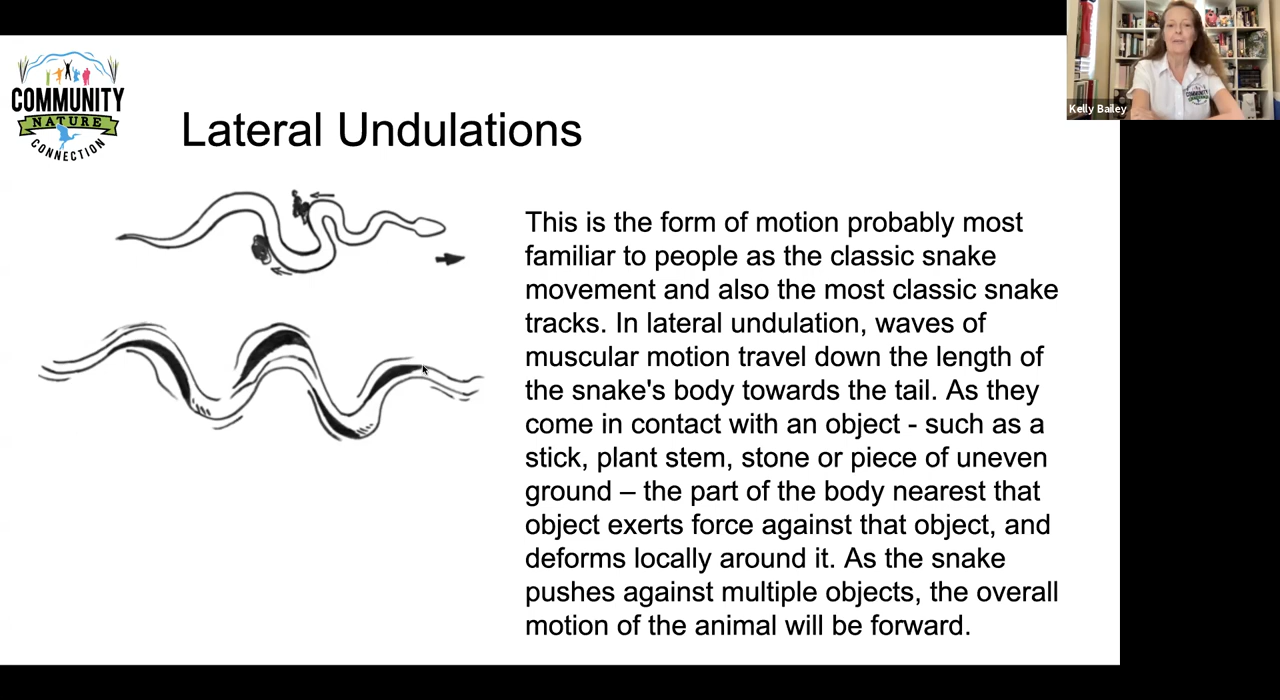 COMMUNITY
NATURE
CONNECTION
Kelly Bailey
Lateral Undulations
This is the form of motion probably most
familiar to people as the classic snake
movement and also the most classic snake
tracks. In lateral undulation, waves of
muscular motion travel down the length of
the snake's body towards the tail. As they
come in contact with an object - such as a
stick, plant stem, stone or piece of uneven
ground – the part of the body nearest that
object exerts force against that object, and
deforms locally around it. As the snake
pushes against multiple objects, the overall
motion of the animal will be forward.